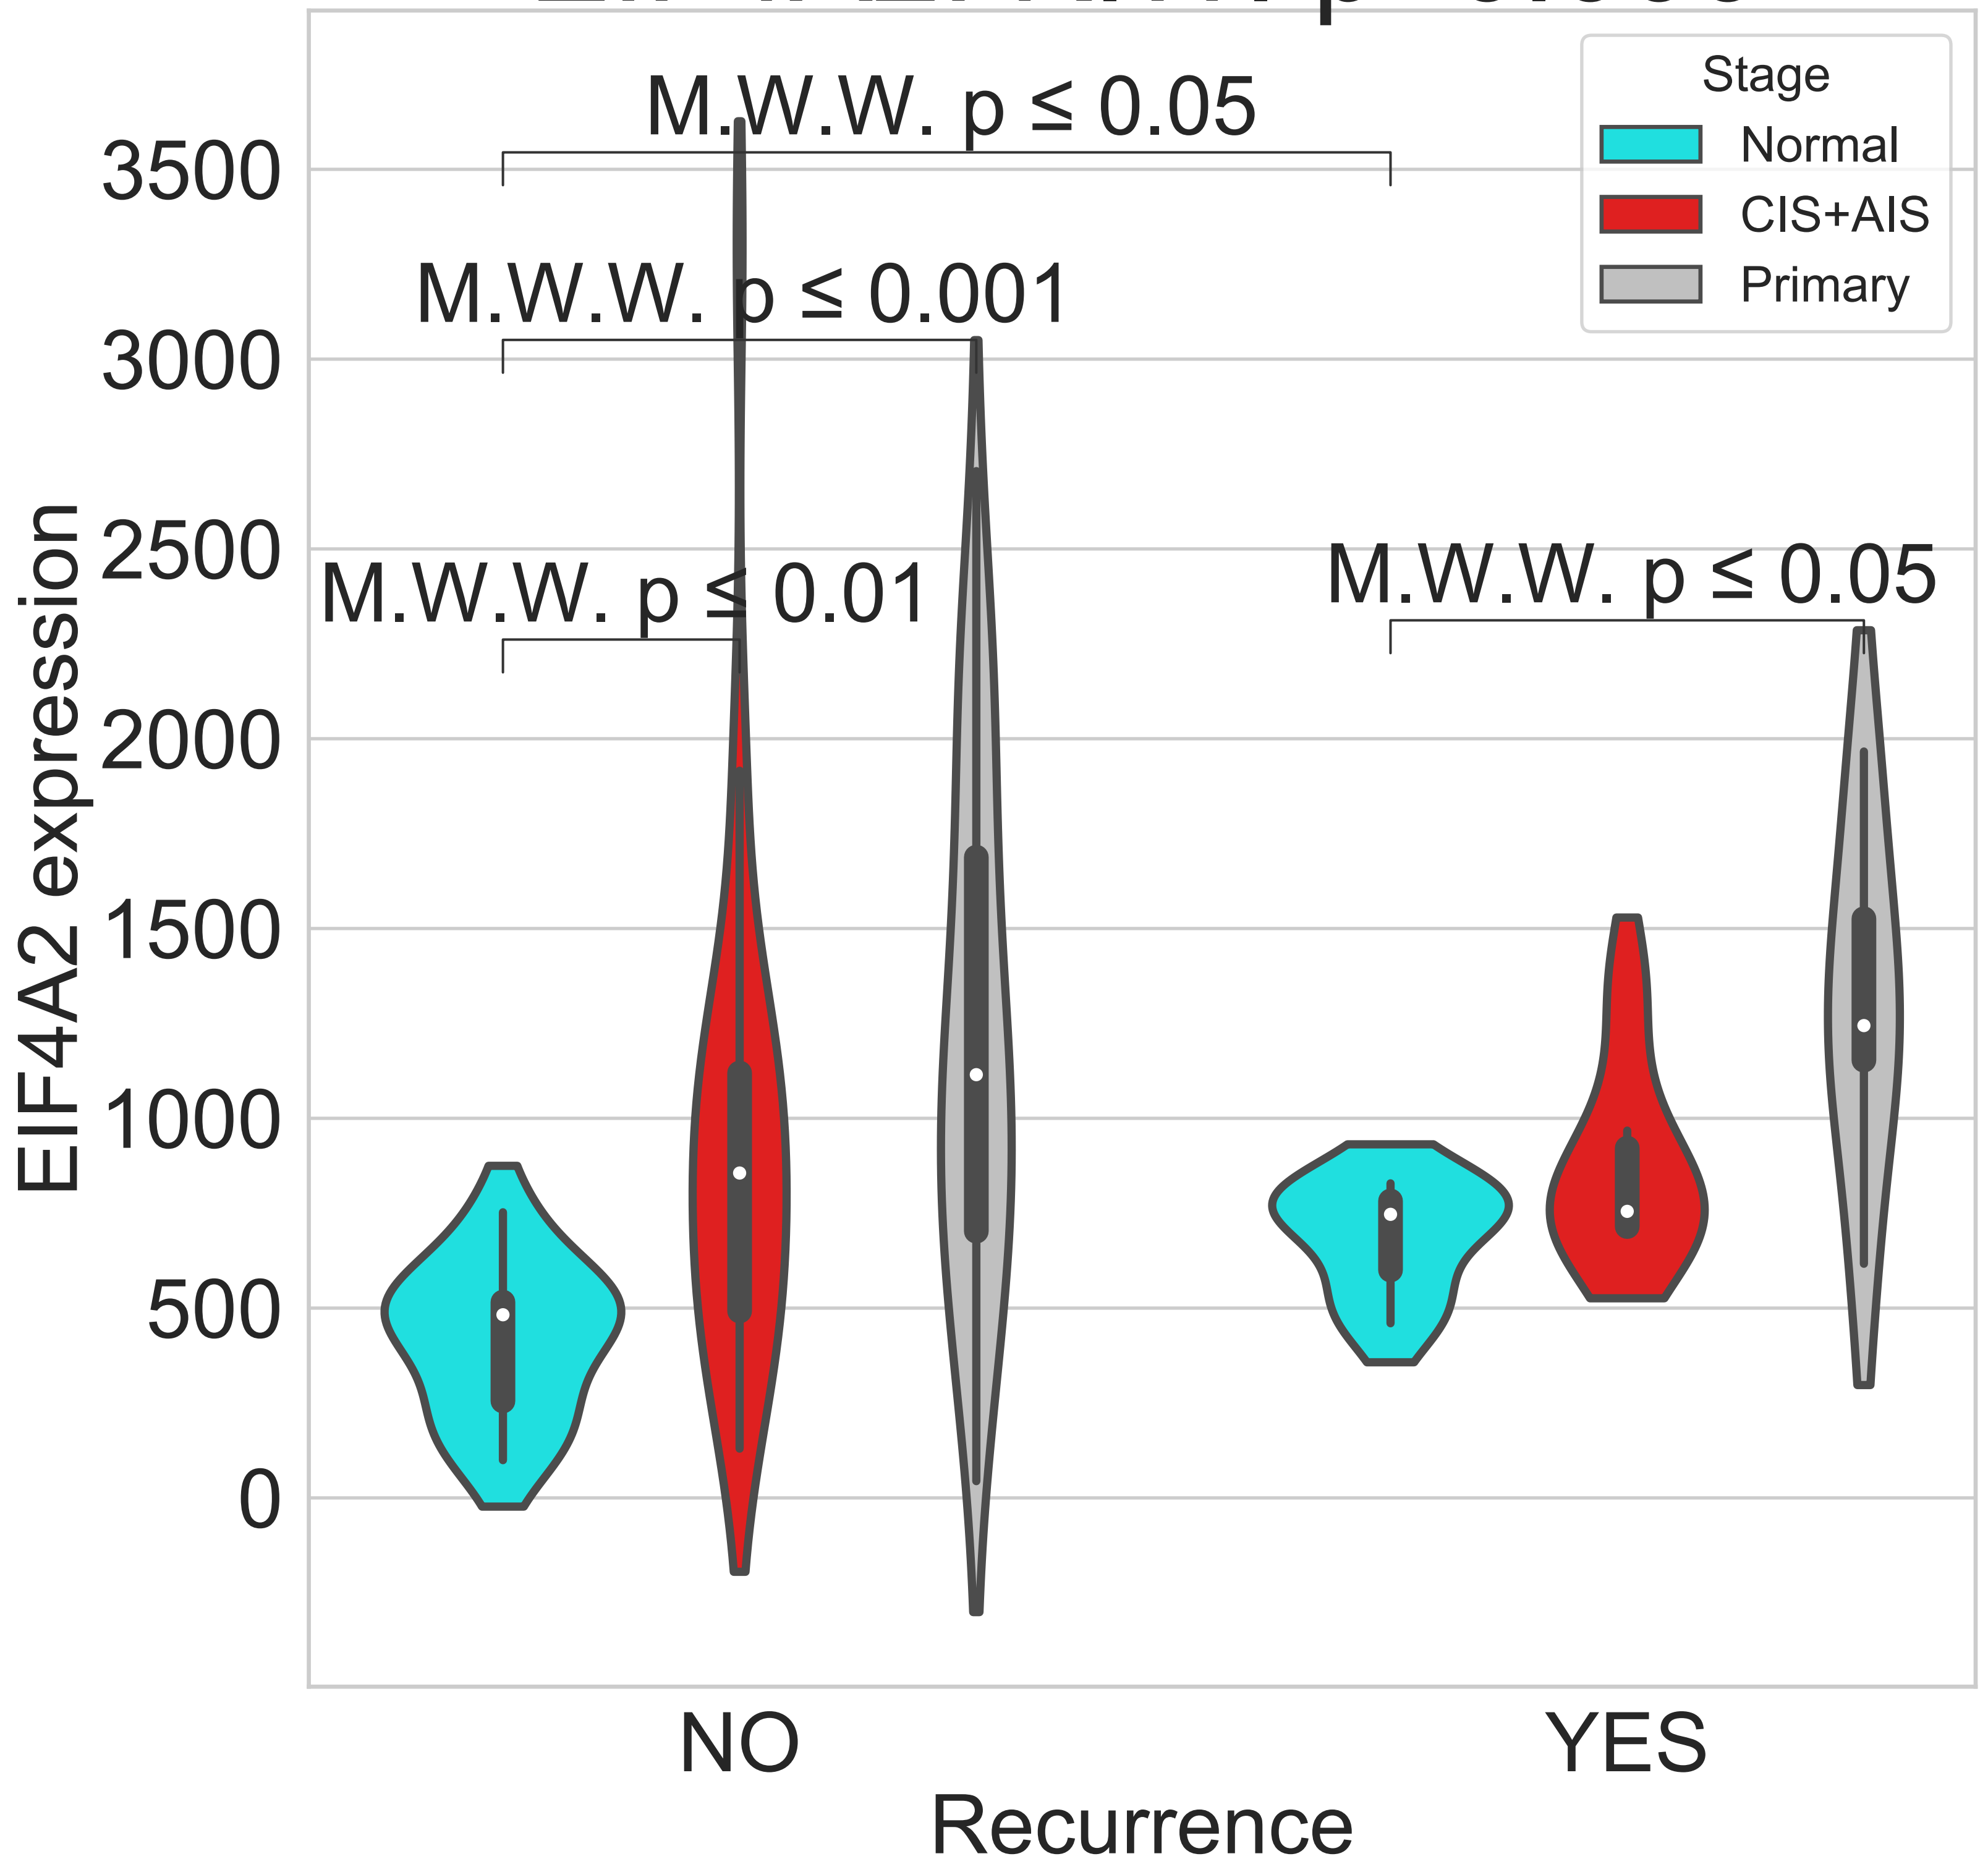 M.W.W. p ≤ 0.05
Stage
Normal
CIS+AIS
Primary
M.W.W. p ≤ 0.001
M.W.W. p ≤ 0.01
M.W.W. p ≤ 0.05
3500
3000
2500
2000
1500
1000
500
0
EIF4A2 expression
NO
YES
Recurrence